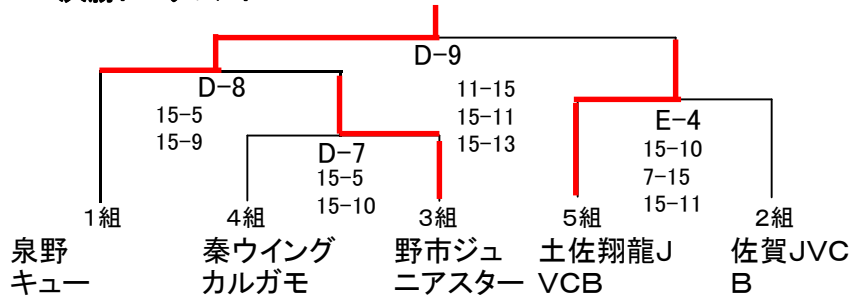 D-9
D-8
11-15
15-11
15-13
15-5
15-9
E-4
15-10
7-15
15-11
D-7
15-5
15-10
1組
4組
3組
5組
2組
泉野
キュー
秦ウイング
カルガモ
野市ジュ
ニアスター
土佐翔龍J
VCB
佐賀JVC
B